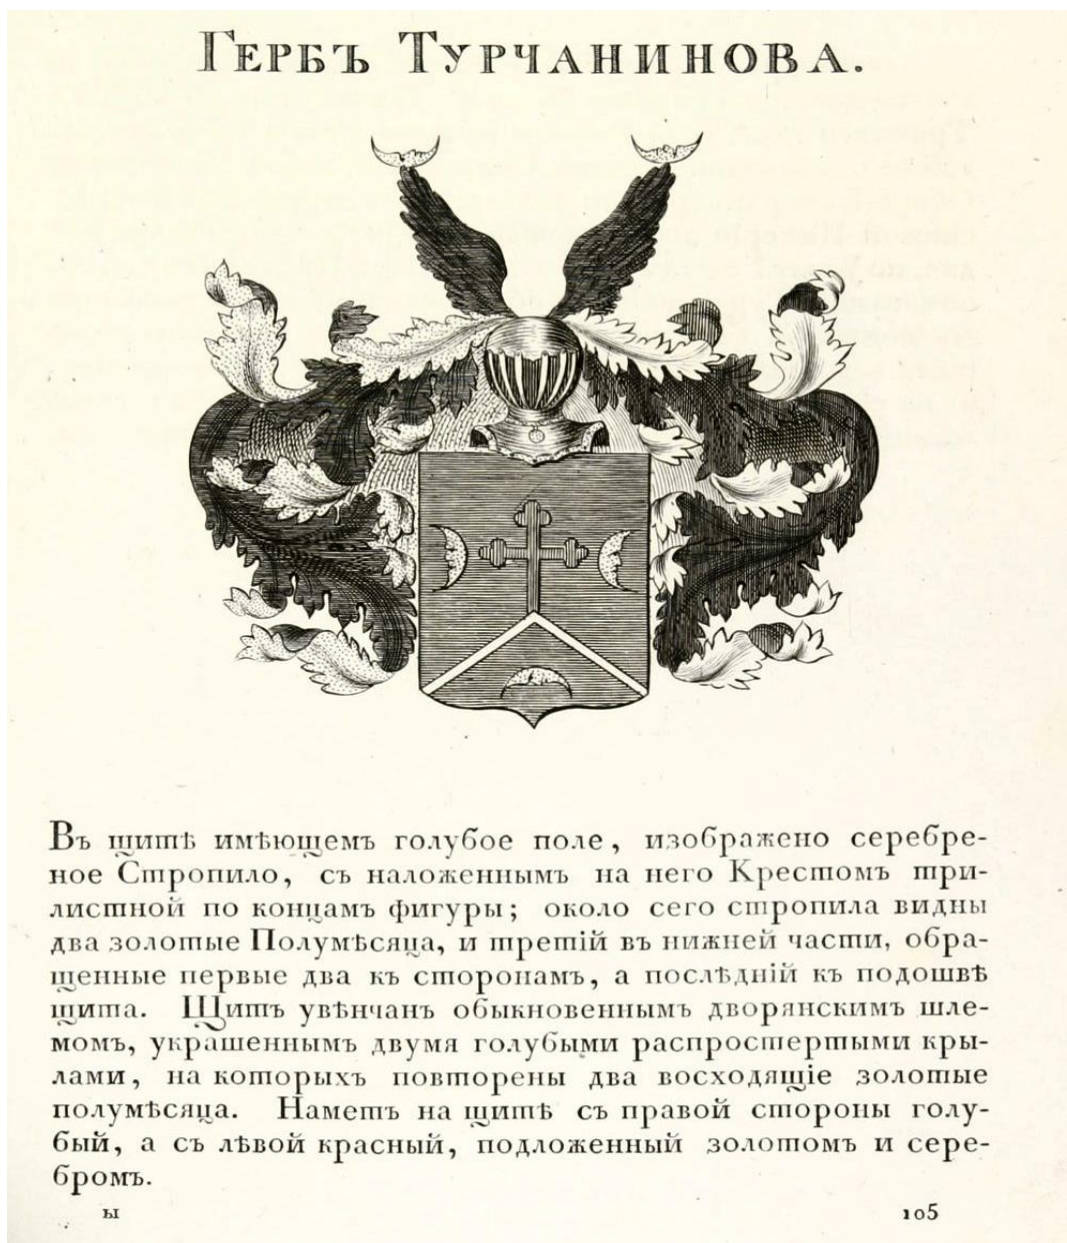 Гербъ Турчанинова.
Въ щитѣ имѣющемъ голубое поле, изображено серебре-
ное Стропило, съ наложеннымъ на него Крестомъ три-
листной по концамъ фигуры; около сего стропила видны
два золотые Полумѣсяца, и третій въ нижней части, обра-
щенные первые два къ сторонамъ, а послѣдній къ подошвѣ
щита. Щитъ увѣнчанъ обыкновеннымъ дворянскимъ шле-
момъ, украшеннымъ двумя голубыми распростертыми кры-
лами, на которыхъ повторены два восходящіе золотые
полумѣсяца. Наметъ на щитѣ съ правой стороны голу-
бый, а съ лѣвой красный, подложенный золотомъ и сере-
бромъ.
ы 105